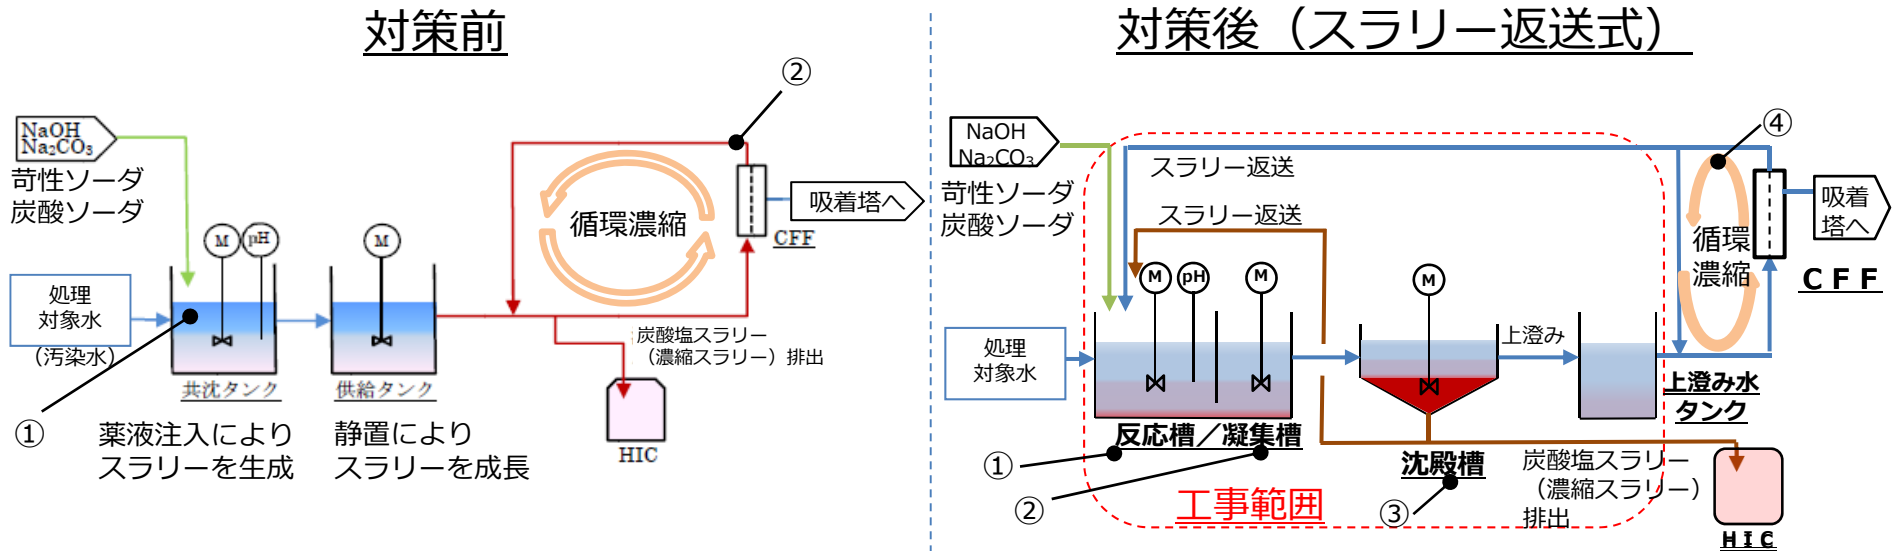 対策前
②
NaOH
Na₂CO₃
苛性ソーダ
炭酸ソーダ
M
pH
M
循環濃縮
CFF
吸着塔へ
処理
対象水
（汚染水）
共沈タンク
供給タンク
炭酸塩スラリー
（濃縮スラリー）排出
HIC
①
薬液注入により
スラリーを生成
静置により
スラリーを成長
対策後（スラリー返送式）
④
NaOH
Na₂CO₃
苛性ソーダ
炭酸ソーダ
スラリー返送
スラリー返送
M
pH
M
M
循環
濃縮
吸着
塔へ
ＣＦＦ
処理
対象水
上澄み
上澄み水
タンク
反応槽／凝集槽
①
②
沈殿槽
③
工事範囲
炭酸塩スラリー
（濃縮スラリー）
排出
ＨＩＣ